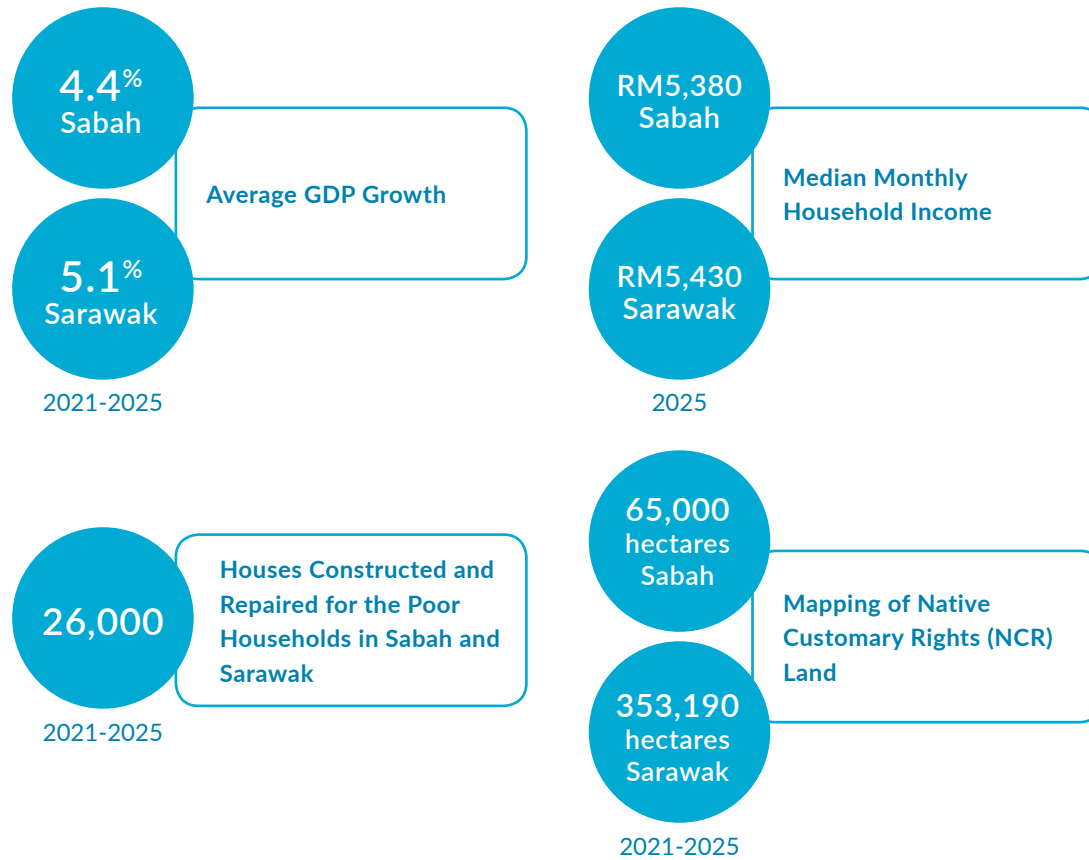 4.4%
Sabah
Average GDP Growth
5.1%
Sarawak
2021-2025
RM5,380
Sabah
Median Monthly
Household Income
RM5,430
Sarawak
2025
26,000
Houses Constructed and
Repaired for the Poor
Households in Sabah and
Sarawak
2021-2025
65,000
hectares
Sabah
Mapping of Native
Customary Rights (NCR)
Land
353,190
hectares
Sarawak
2021-2025